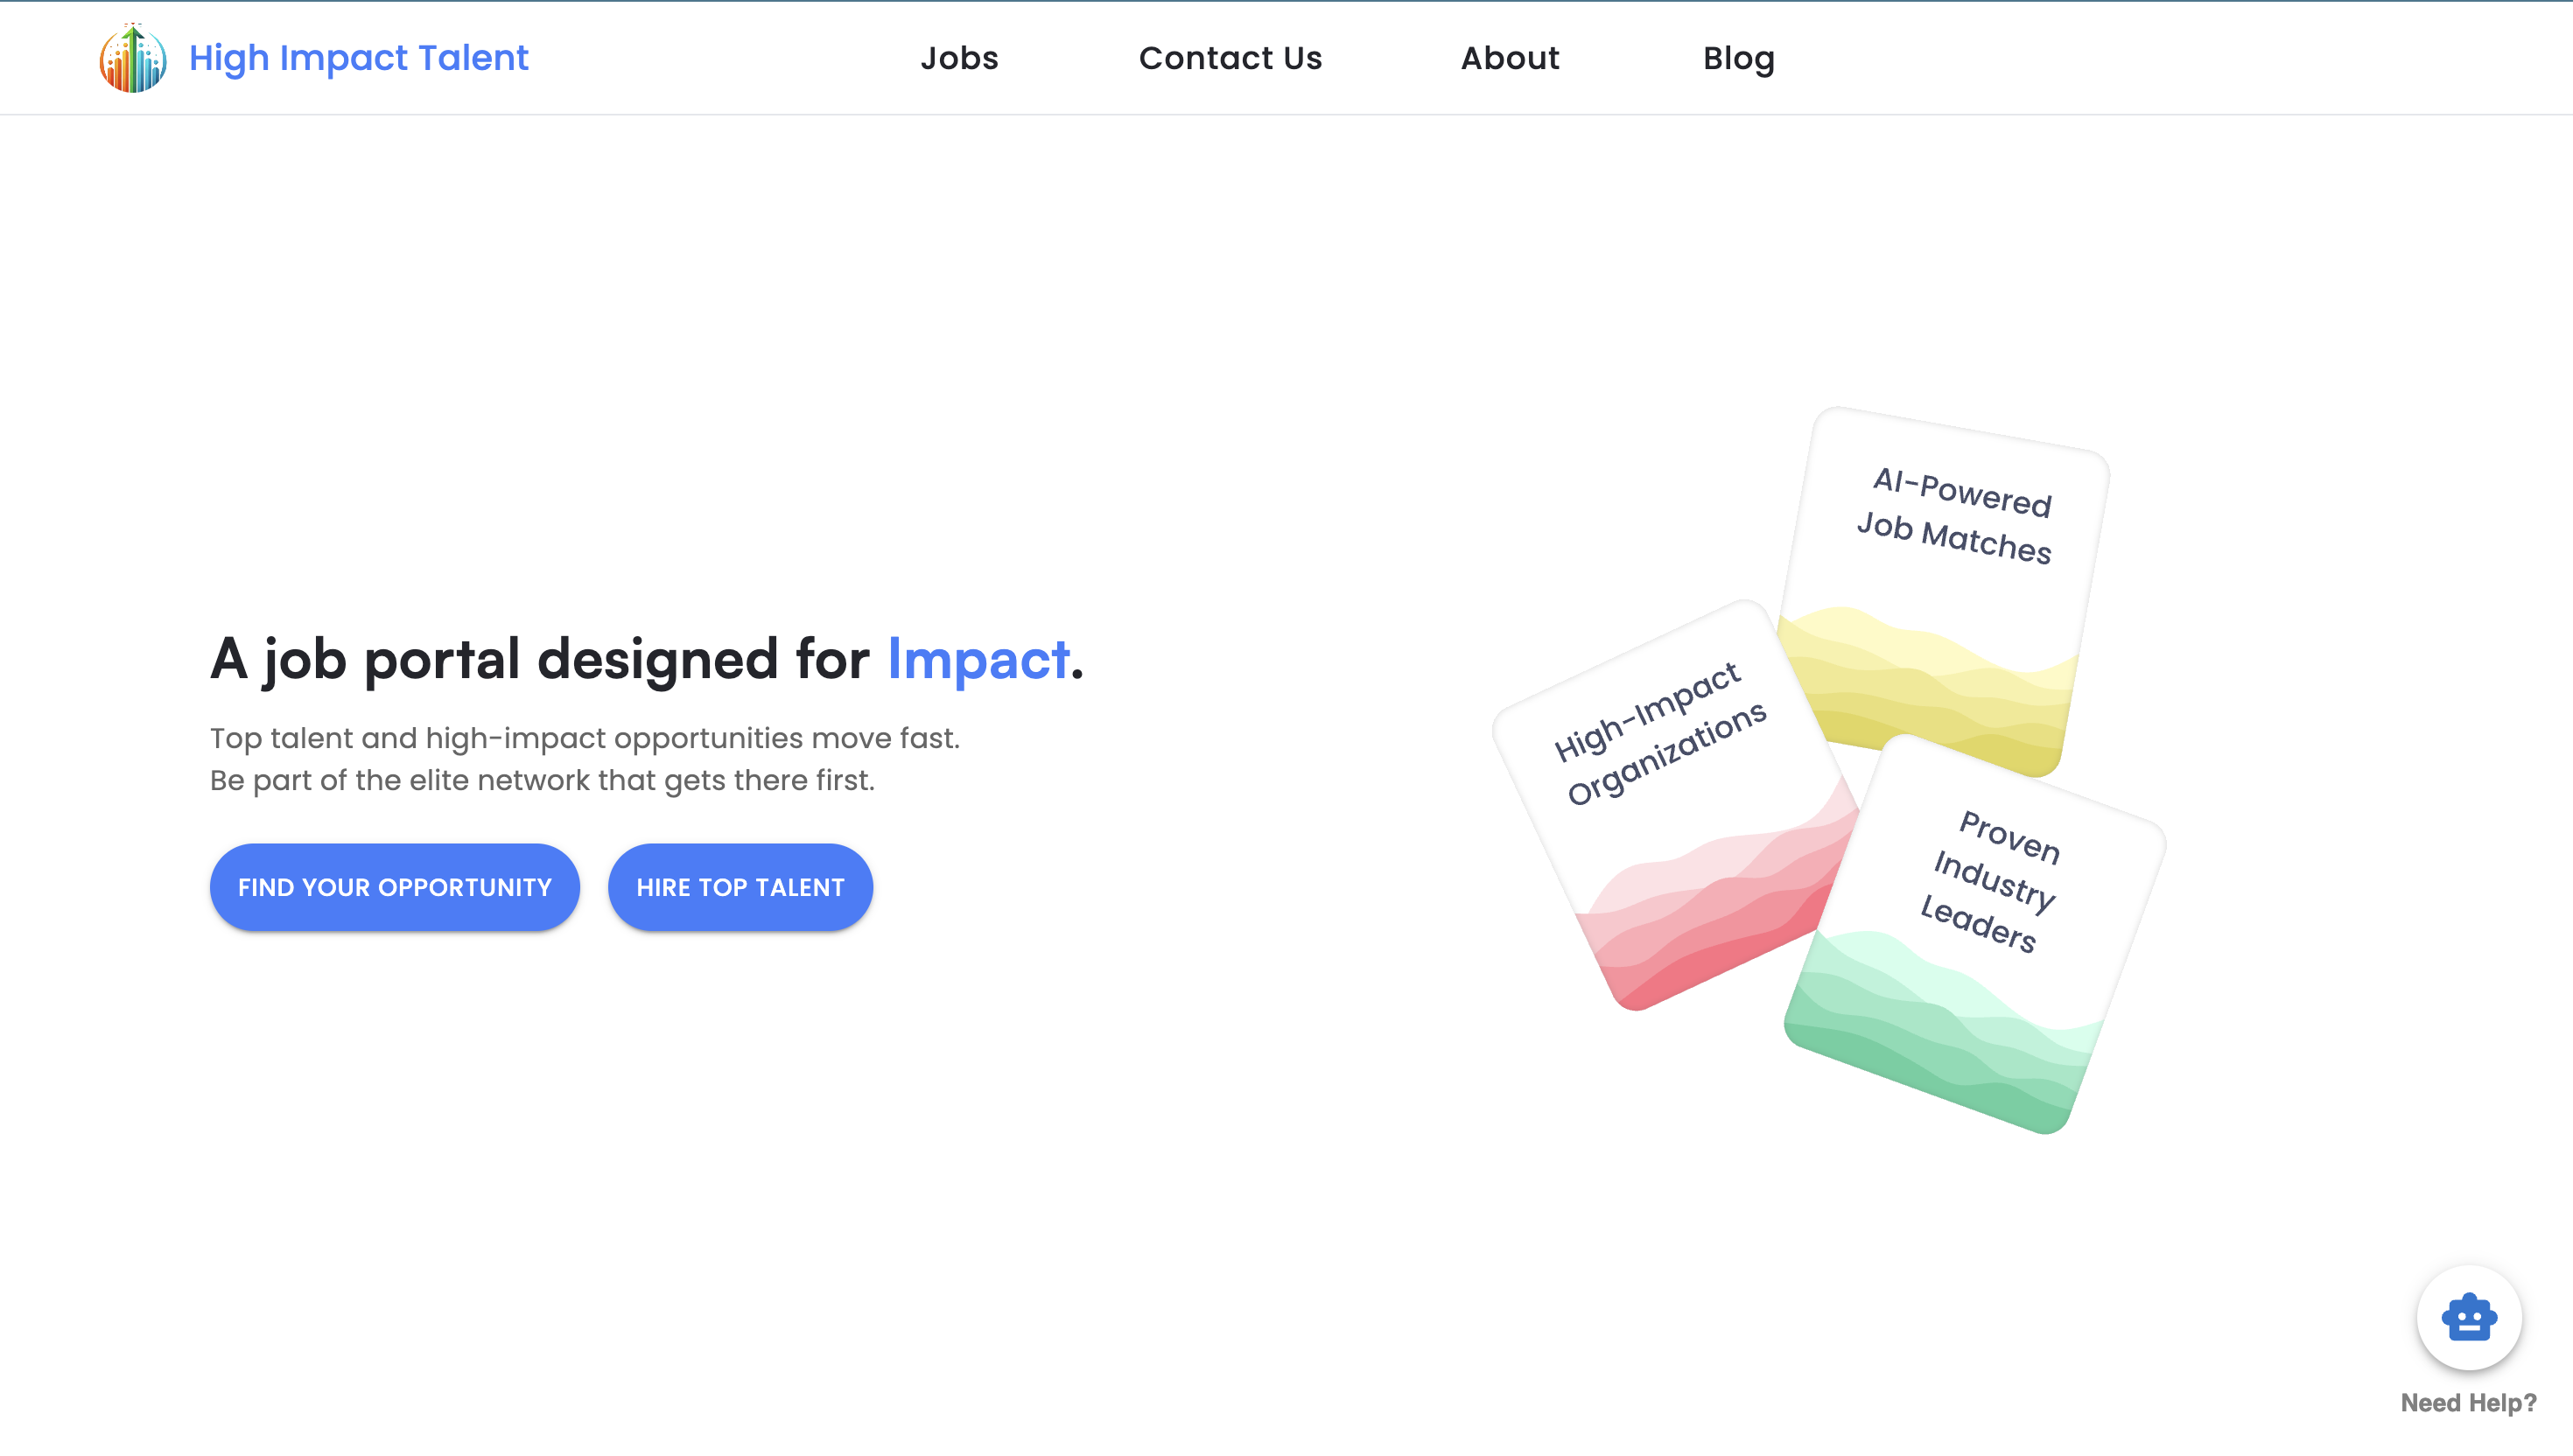 High Impact Talent
Jobs
Contact Us
About
Blog
A job portal designed for Impact.
Top talent and high-impact opportunities move fast.
Be part of the elite network that gets there first.
FIND YOUR OPPORTUNITY
HIRE TOP TALENT
AI-Powered
Job Matches
High-Impact
Organizations
Proven
Industry
Leaders
Need Help?